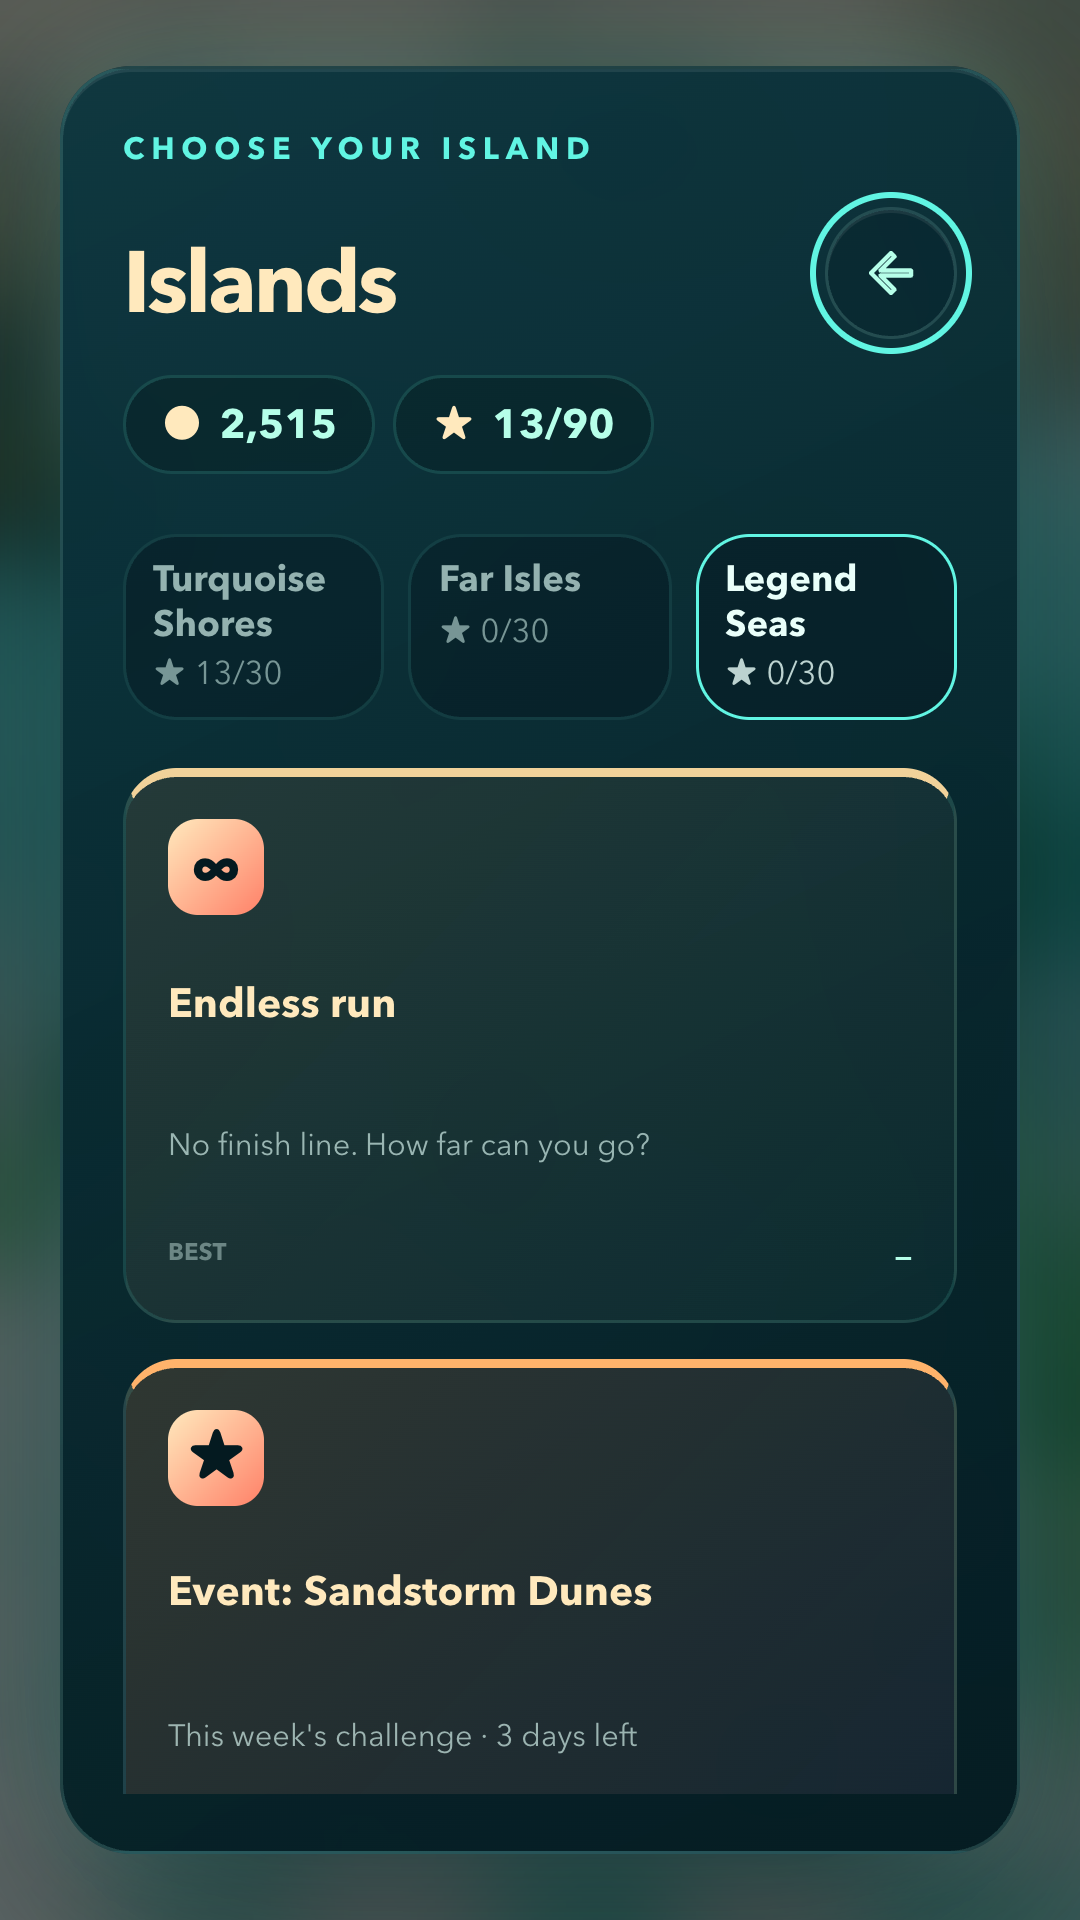 CHOOSE YOUR ISLAND
Islands
2,515
13/90
Turquoise
Shores
★ 13/30
Far Isles
★ 0/30
Legend
Seas
★ 0/30
Endless run
No finish line. How far can you go?
BEST
–
Event: Sandstorm Dunes
This week's challenge · 3 days left